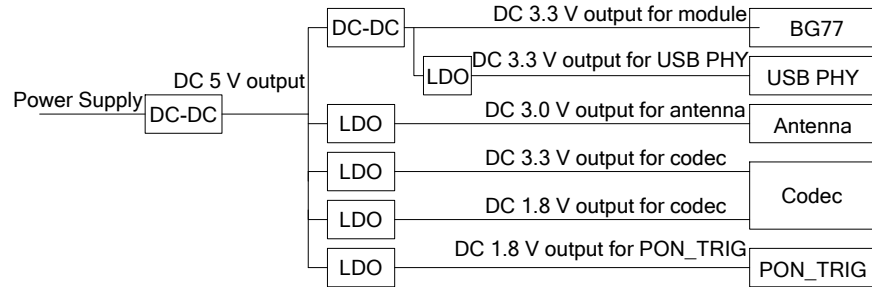 DC 3.3 V output for module
DC-DC
BG77
DC 3.3 V output for USB PHY
LDO
USB PHY
DC 5 V output
Power Supply
DC-DC
DC 3.0 V output for antenna
LDO
Antenna
DC 3.3 V output for codec
LDO
Codec
DC 1.8 V output for codec
LDO
DC 1.8 V output for PON_TRIG
LDO
PON_TRIG